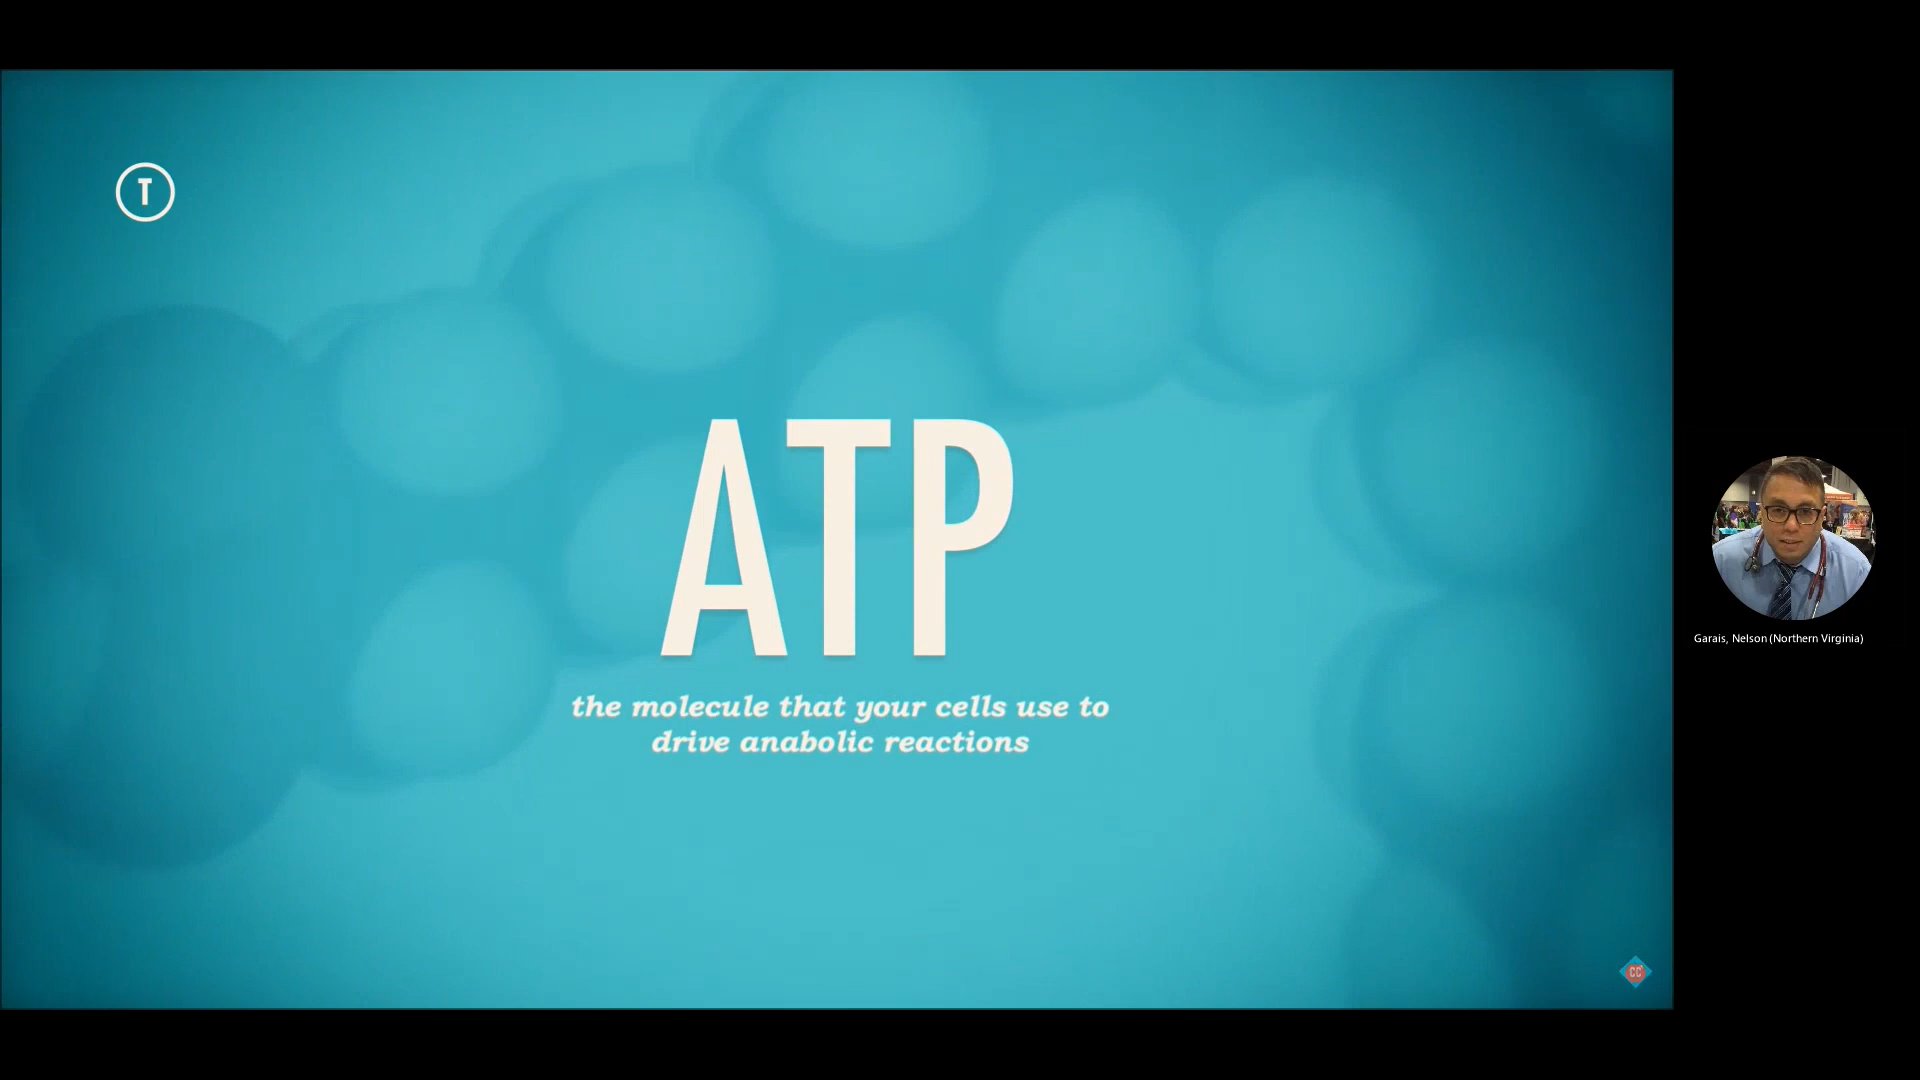 T
ATP
the molecule that your cells use to
drive anabolic reactions
Garais, Nelson (Northern Virginia)
CC